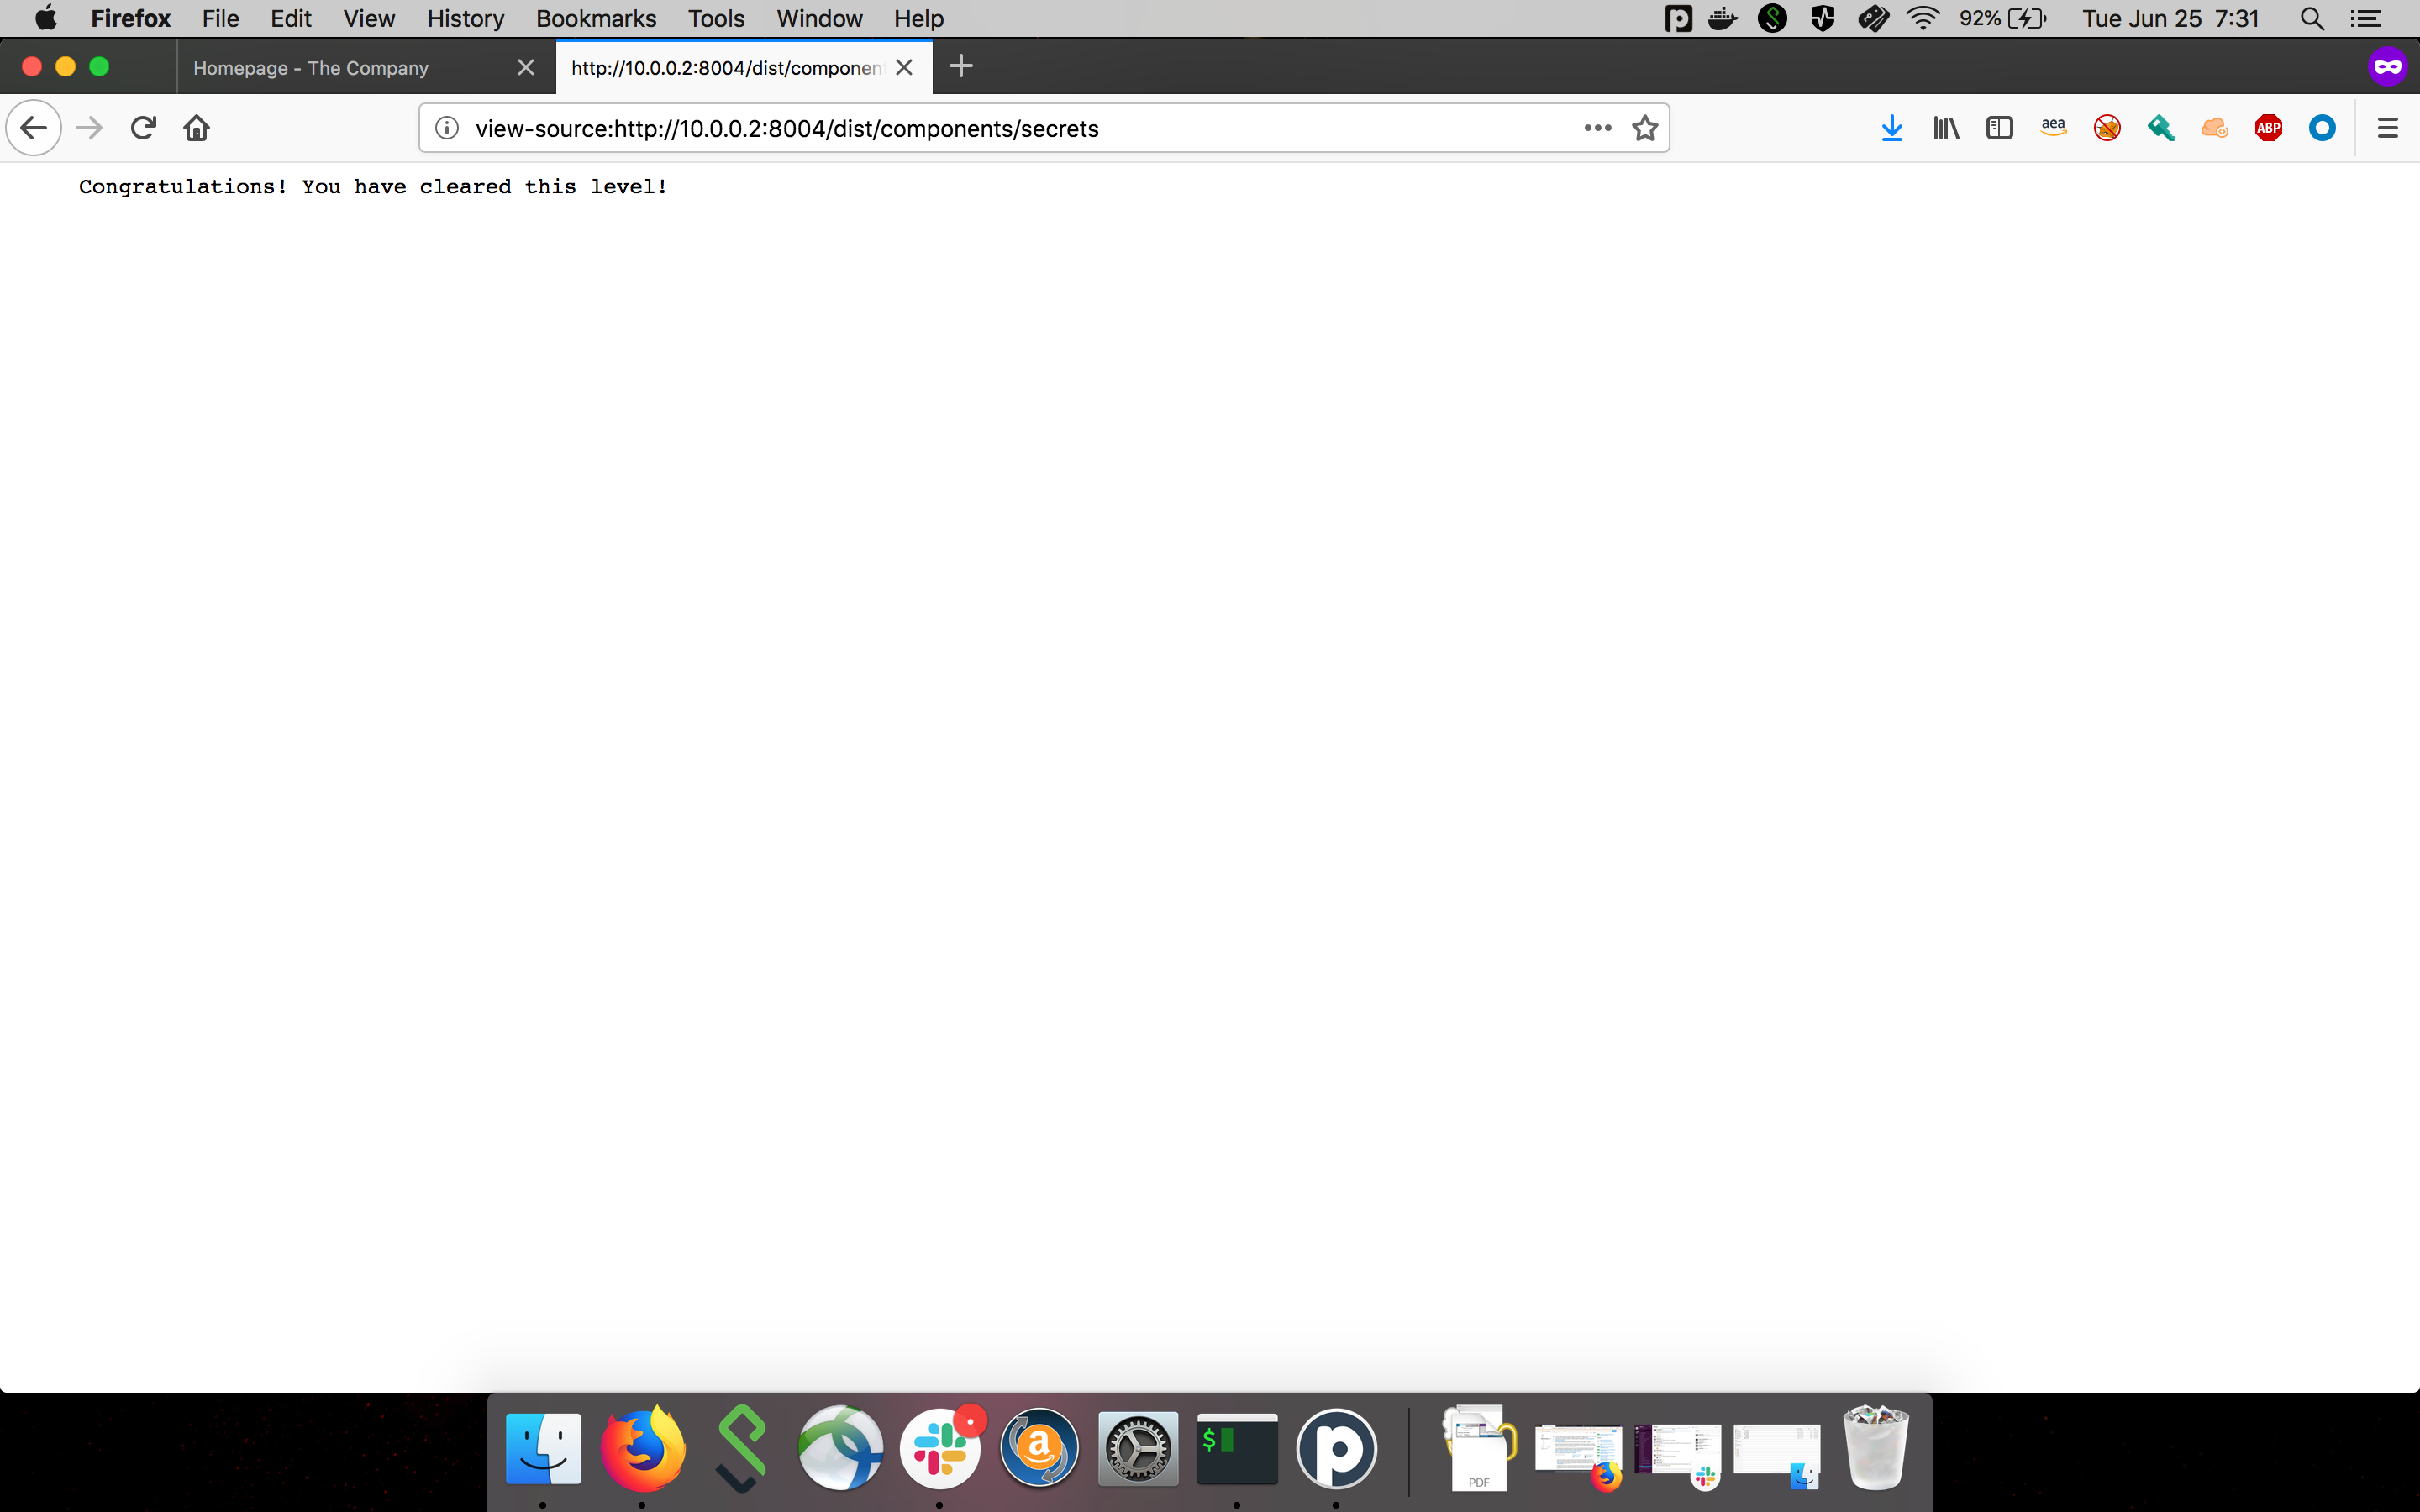 Firefox File Edit View History Bookmarks Tools Window Help 92% Tue Jun 25 7:31
Homepage - The Company http://10.0.0.2:8004/dist/componen
view-source:http://10.0.0.2:8004/dist/components/secrets aea ABP
Congratulations! You have cleared this level!
$
PDF